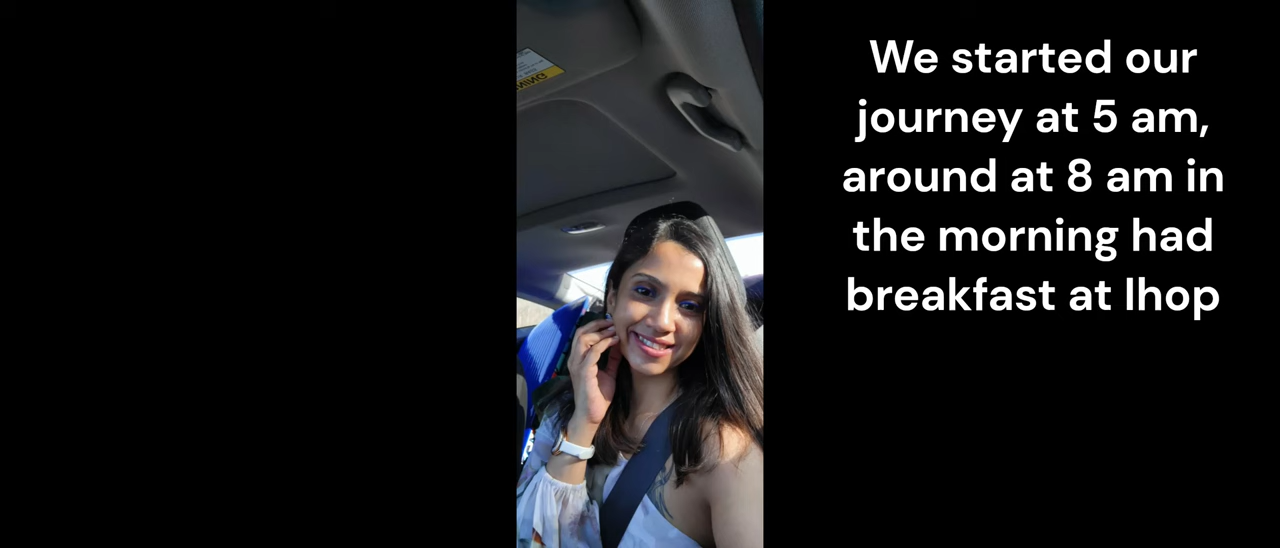 We started our
journey at 5 am,
around at 8 am in
the morning had
breakfast at Ihop